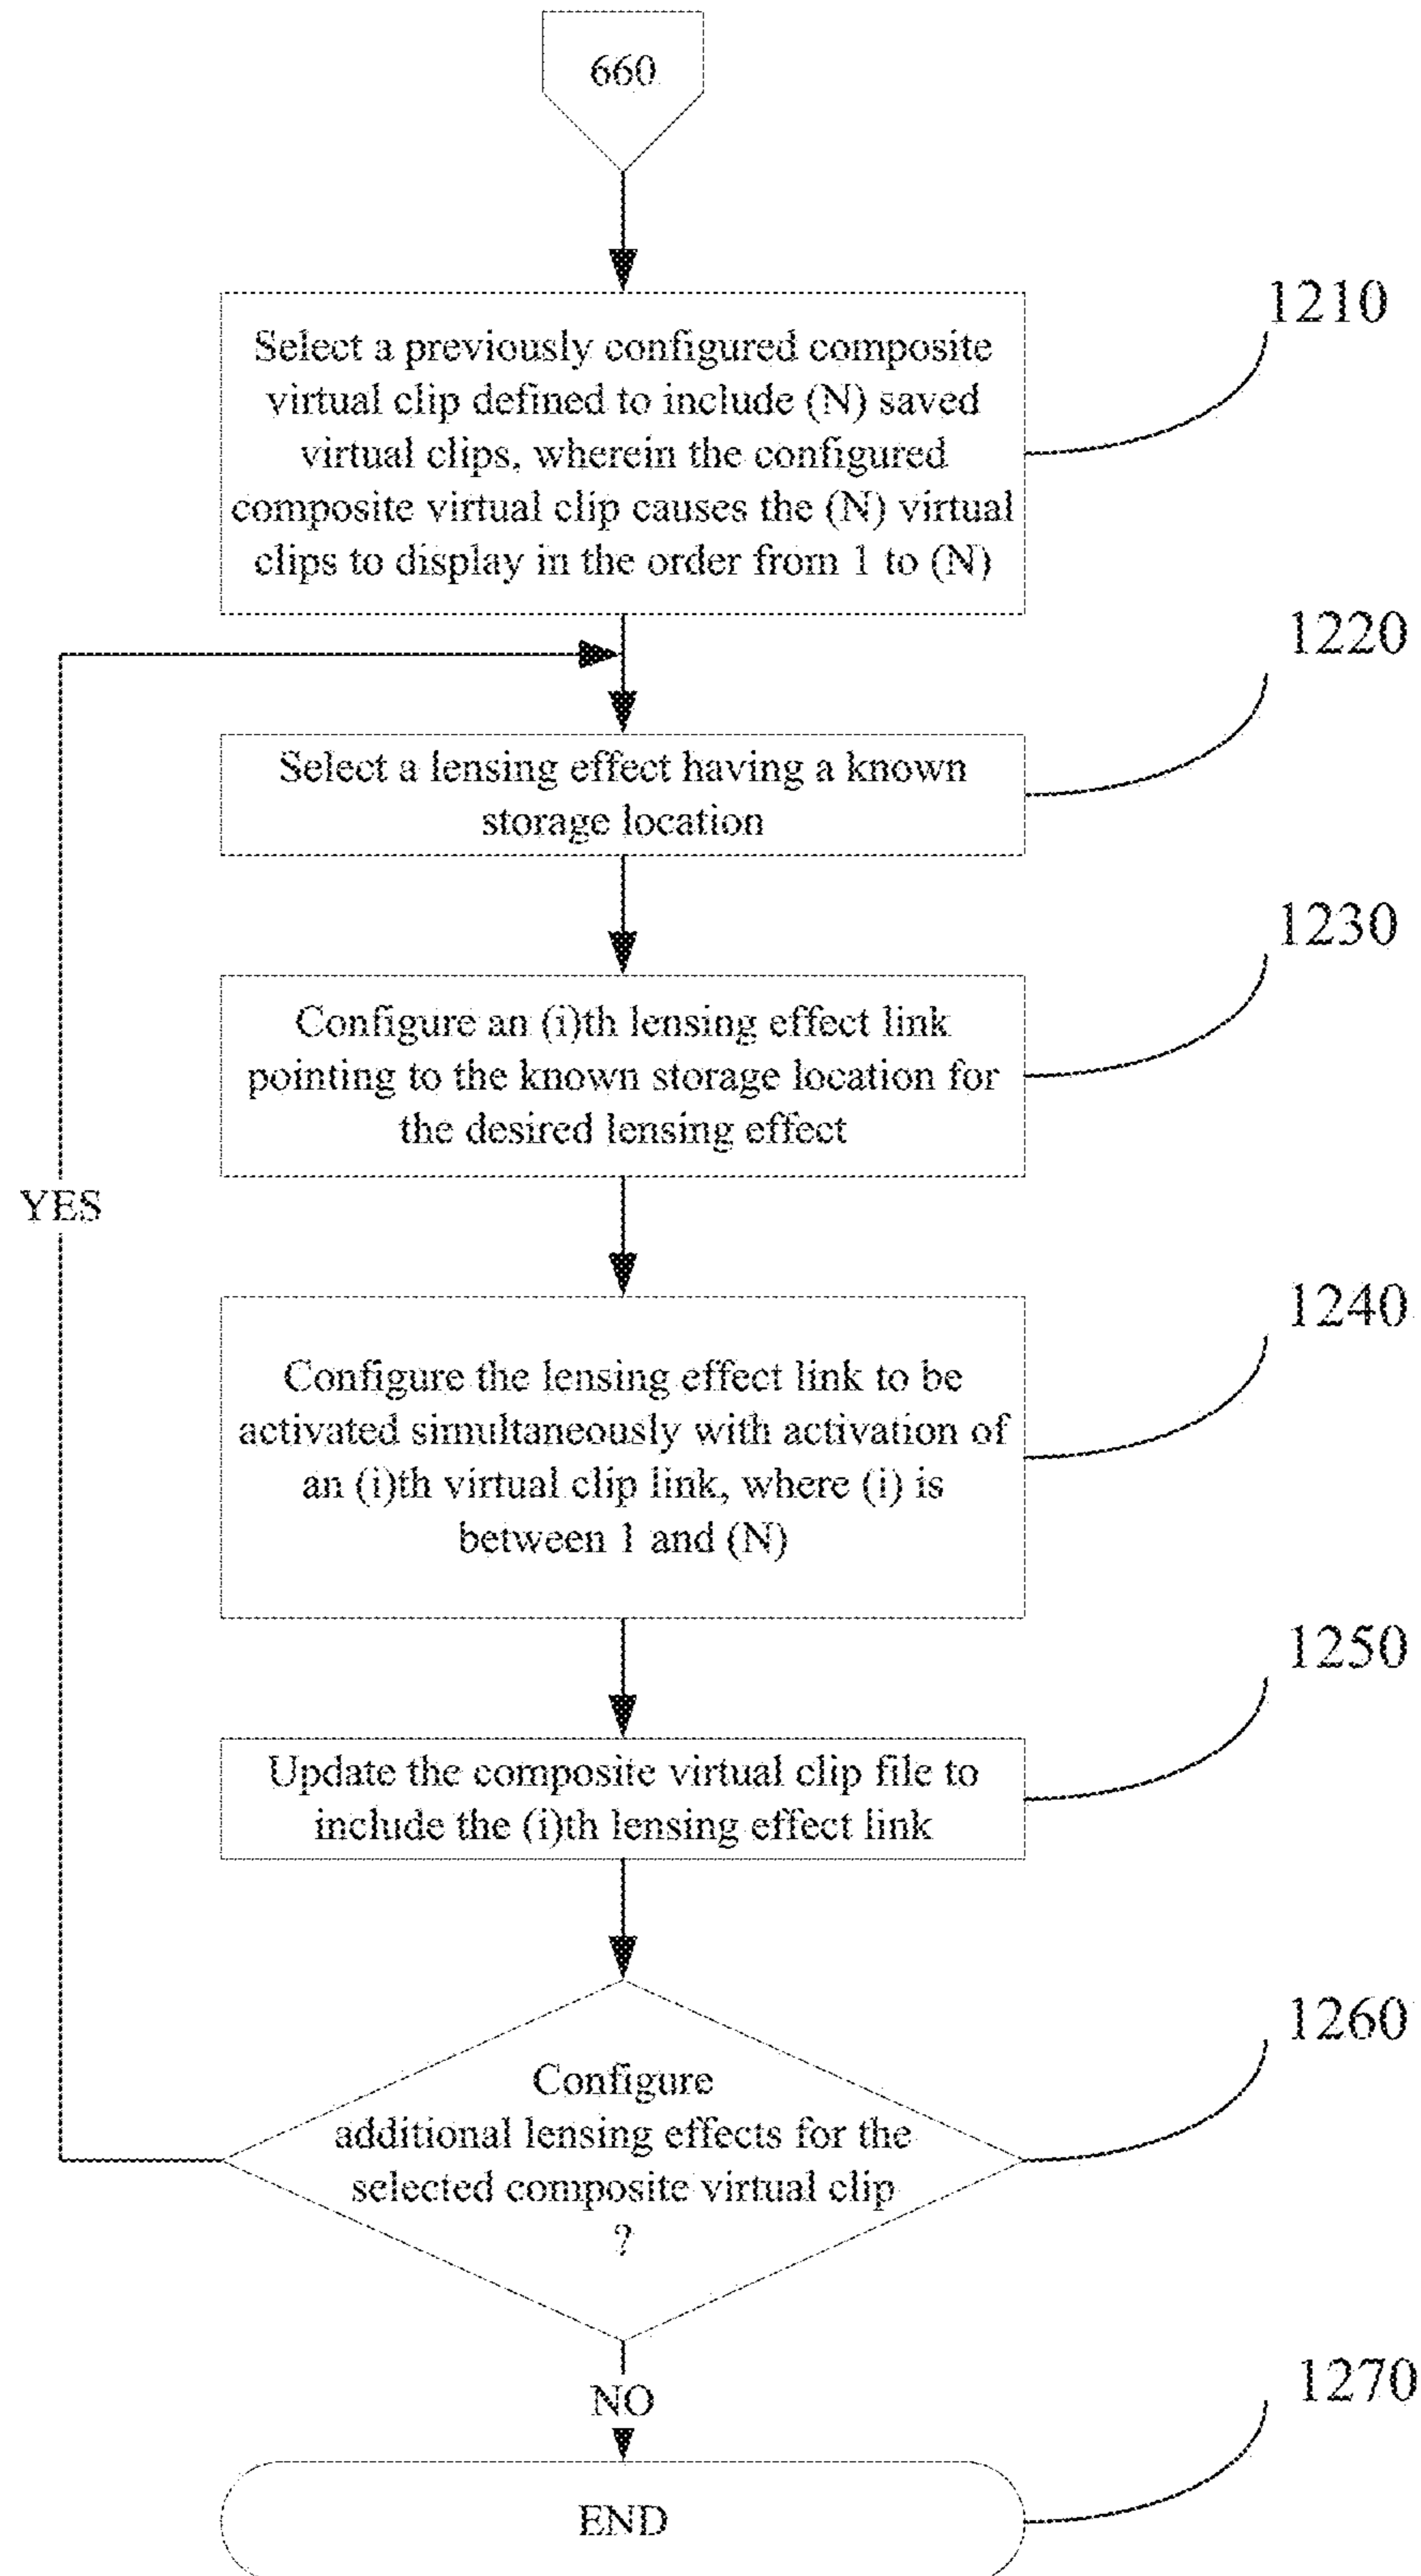 660
Select a previously configured composite
virtual clip defined to include (N) saved
virtual clips, wherein the configured
composite virtual clip causes the (N) virtual
clips to display in the order from 1 to (N)
1210
Select a lensing effect having a known
storage location
1220
Configure an (i)th lensing effect link
pointing to the known storage location for
the desired lensing effect
1230
YES
Configure the lensing effect link to be
activated simultaneously with activation of
an (i)th virtual clip link, where (i) is
between 1 and (N)
1240
Update the composite virtual clip file to
include the (i)th lensing effect link
1250
Configure
additional lensing effects for the
selected composite virtual clip
?
1260
NO
END
1270